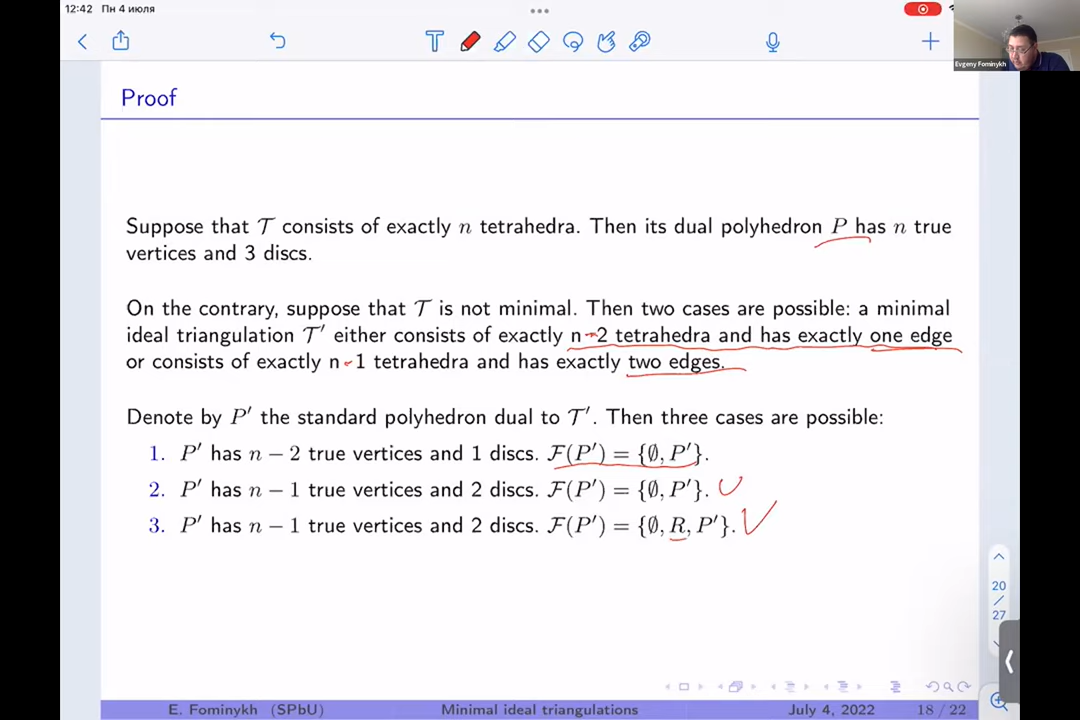 12:42 Пн 4 июля
Evgeny Fominykh
Proof
Suppose that 𝒯 consists of exactly n tetrahedra. Then its dual polyhedron P has n true
vertices and 3 discs.
On the contrary, suppose that 𝒯 is not minimal. Then two cases are possible: a minimal
ideal triangulation 𝒯′ either consists of exactly n-2 tetrahedra and has exactly one edge
or consists of exactly n-1 tetrahedra and has exactly two edges.
Denote by P′ the standard polyhedron dual to 𝒯′. Then three cases are possible:
1. P′ has n − 2 true vertices and 1 discs. ℱ(P′) = {∅, P′}.
2. P′ has n − 1 true vertices and 2 discs. ℱ(P′) = {∅, P′}.
3. P′ has n − 1 true vertices and 2 discs. ℱ(P′) = {∅, R, P′}.
20
/
27
E. Fominykh (SPbU) Minimal ideal triangulations July 4, 2022 18 / 22